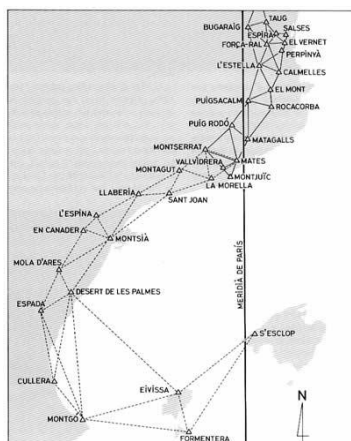 TAUG
BUGARAIG
ESPIRA
SALSES
FORÇA-RAL
EL VERNET
PERPINYÀ
L'ESTELLA
CALMELLES
EL MONT
PUIGSACALM
ROCACORBA
PUIG RODÓ
MATAGALLS
MONTSERRAT
VALLVIDRERA
MATES
MONTAGUT
MONTJUÏC
LA MORELLA
LLABERÍA
SANT JOAN
L'ESPINA
EN CANADER
MONTSIÀ
MERIDIÀ DE PARÍS
MOLA D'ARES
DESERT DE LES PALMES
ESPADA
S'ESCLOP
CULLERA
EIVISSA
N
MONTGÓ
FORMENTERA